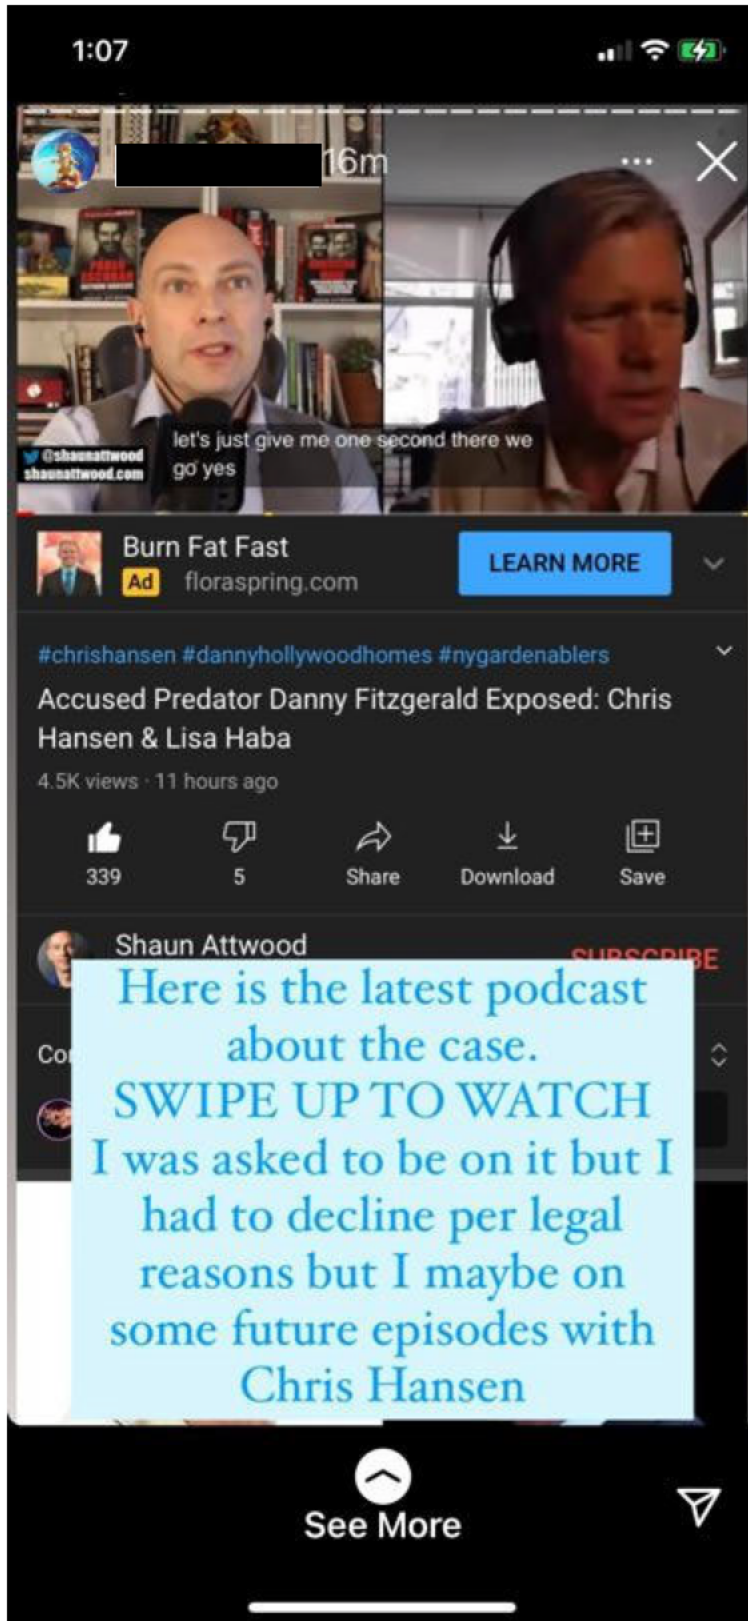 1:07
16m
let's just give me one second there we
go yes
@shaunattwood
shaunattwood.com
Burn Fat Fast
Ad floraspring.com
LEARN MORE
#chrishansen #dannyhollywoodhomes #nygardenablers
Accused Predator Danny Fitzgerald Exposed: Chris
Hansen & Lisa Haba
4.5K views · 11 hours ago
339 5 Share Download Save
Shaun Attwood
SUBSCRIBE
Here is the latest podcast
about the case.
SWIPE UP TO WATCH
I was asked to be on it but I
had to decline per legal
reasons but I maybe on
some future episodes with
Chris Hansen
See More